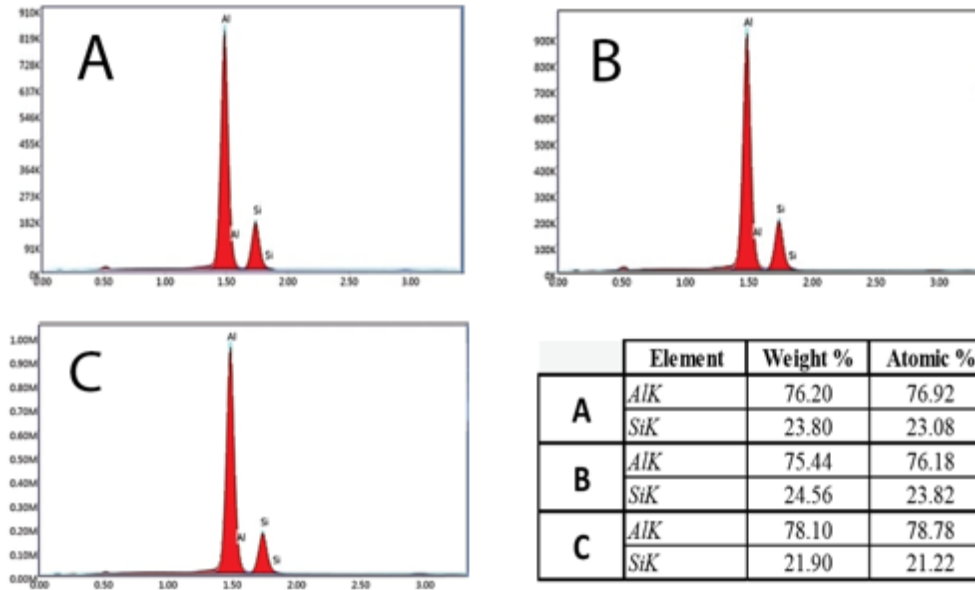 A
910K
819K
728K
637K
546K
455K
364K
273K
182K
91K
0K
Al
Al
Si
Si
0.00 0.50 1.00 1.50 2.00 3.00
B
900K
800K
700K
600K
500K
400K
300K
200K
100K
0K
Al
Al
Si
Si
0.00 0.50 1.00 1.50 2.00 3.00
C
1.00M
0.90M
0.80M
0.70M
0.60M
0.50M
0.40M
0.30M
0.20M
0.10M
0.00M
Al
Al
Si
Si
0.00 0.50 1.00 1.50 2.00 3.00
Element Weight % Atomic %
A AlK 76.20 76.92
SiK 23.80 23.08
B AlK 75.44 76.18
SiK 24.56 23.82
C AlK 78.10 78.78
SiK 21.90 21.22